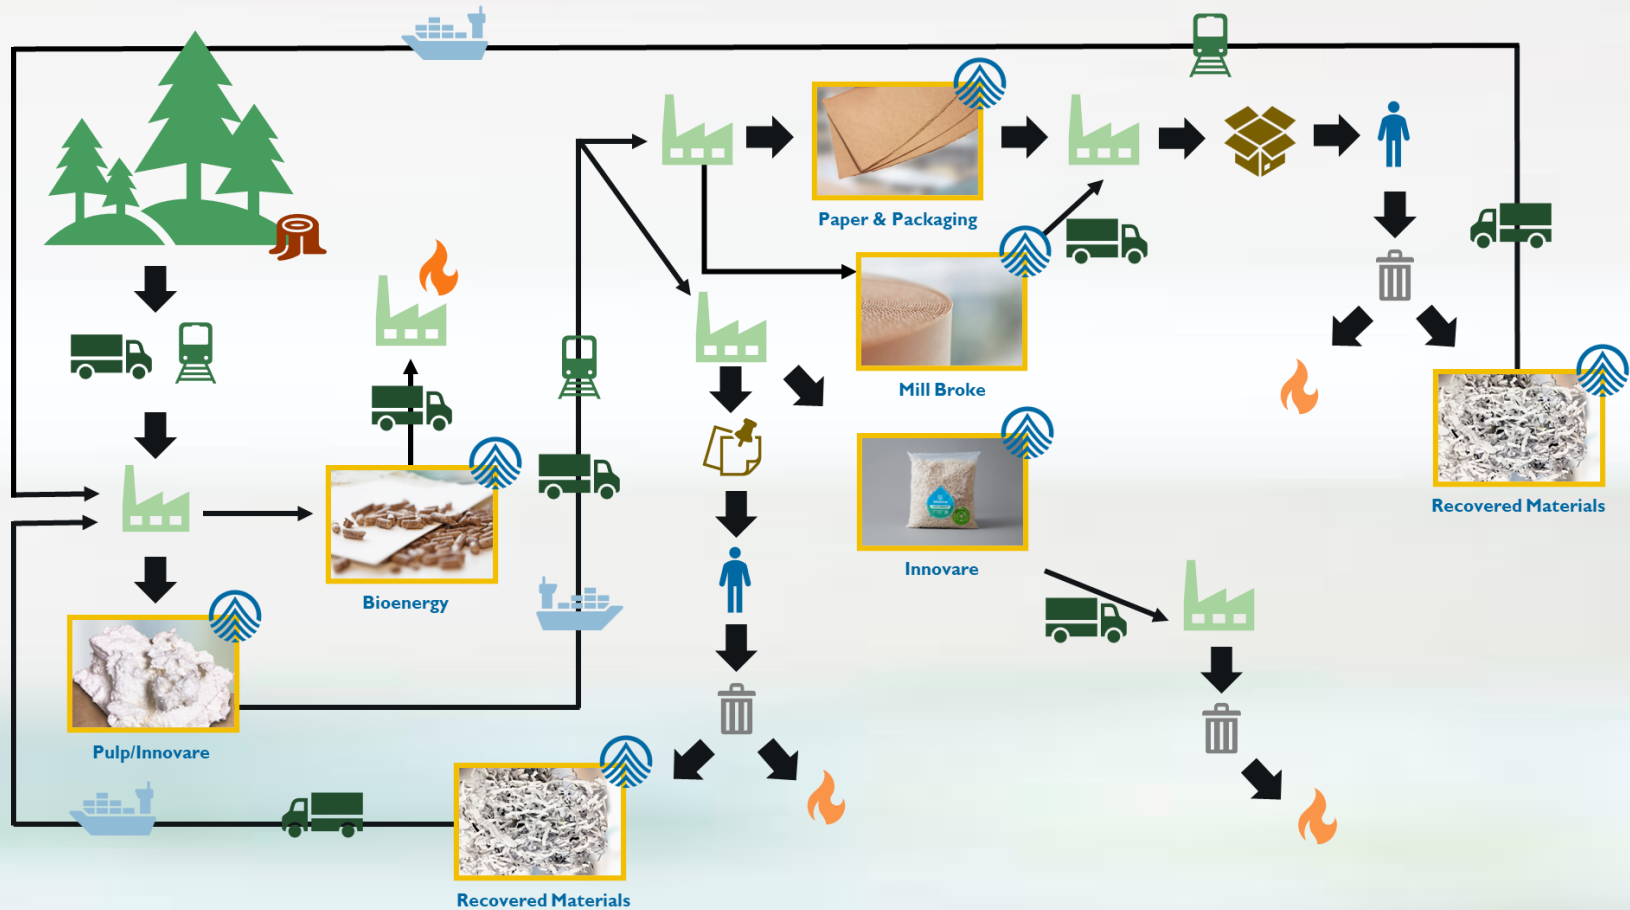 Paper & Packaging
Mill Broke
Innovare
Recovered Materials
Bioenergy
Pulp/Innovare
Recovered Materials